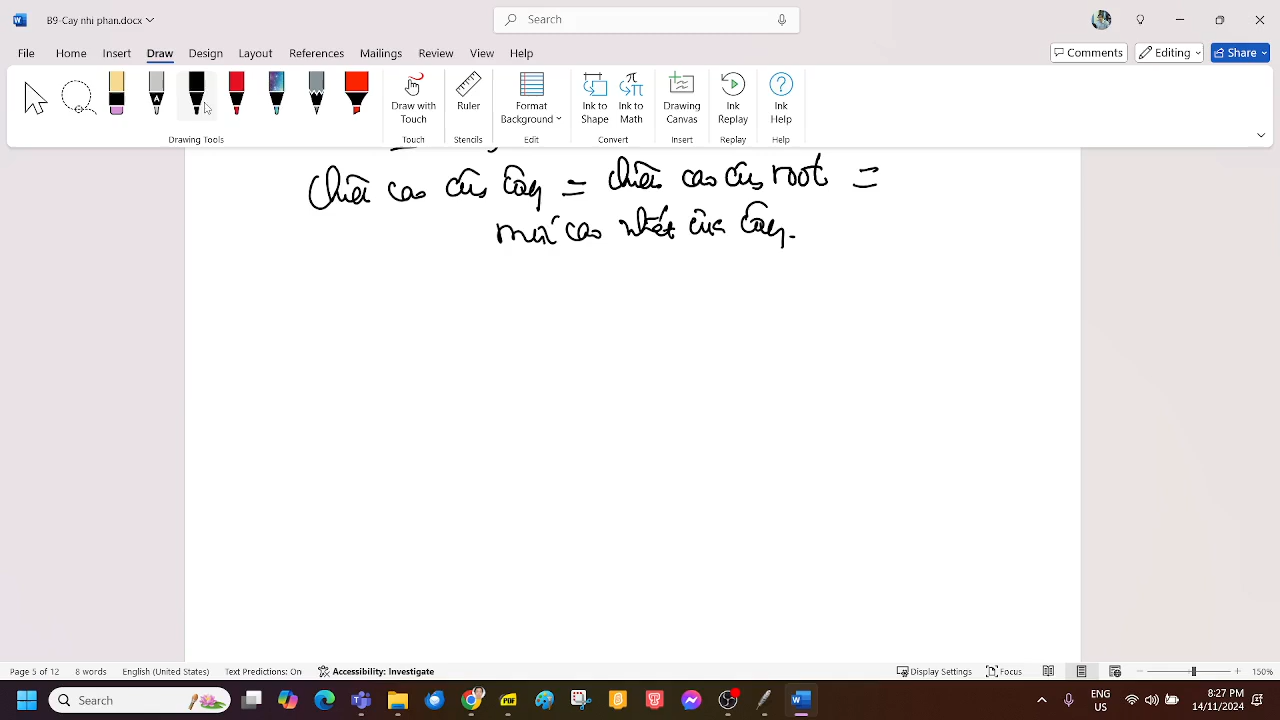 B9-Cay nhi phan.docx
Search
File Home Insert Draw Design Layout References Mailings Review View Help
Comments Editing Share
Draw with Touch
Ruler
Format Background
Ink to Shape
Ink to Math
Drawing Canvas
Ink Replay
Ink Help
Drawing Tools Touch Stencils Edit Convert Insert Replay Help
chiều cao của cây = chiều cao của root =
mức cao nhất của cây.
Page 5 of 12 8 words English (United States) Text Predictions: On Accessibility: Investigate Display Settings Focus 150%
Search PDF ENG US 8:27 PM 14/11/2024